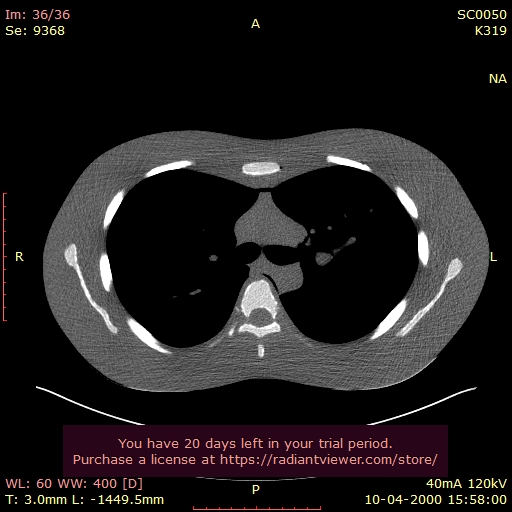 Im: 36/36
Se: 9368
A
SC0050
K319
NA
R
L
You have 20 days left in your trial period.
Purchase a license at https://radiantviewer.com/store/
WL: 60 WW: 400 [D]
T: 3.0mm L: -1449.5mm
P
40mA 120kV
10-04-2000 15:58:00